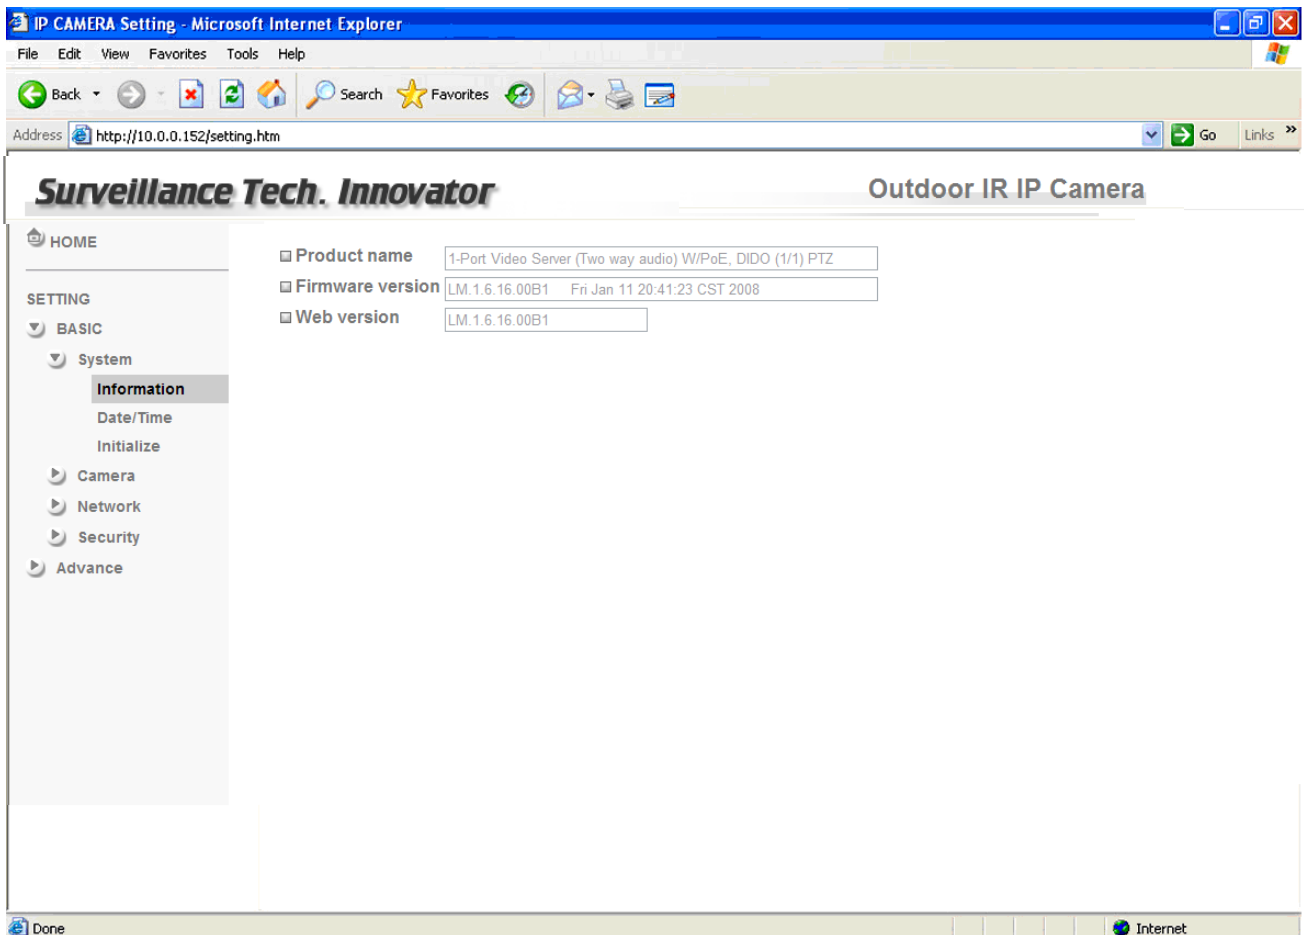 IP CAMERA Setting - Microsoft Internet Explorer
File Edit View Favorites Tools Help
Back Search Favorites
Address http://10.0.0.152/setting.htm Go Links »
Surveillance Tech. Innovator
Outdoor IR IP Camera
HOME
SETTING
BASIC
System
Information
Date/Time
Initialize
Camera
Network
Security
Advance
Product name 1-Port Video Server (Two way audio) W/PoE, DIDO (1/1) PTZ
Firmware version LM.1.6.16.00B1 Fri Jan 11 20:41:23 CST 2008
Web version LM.1.6.16.00B1
Done Internet